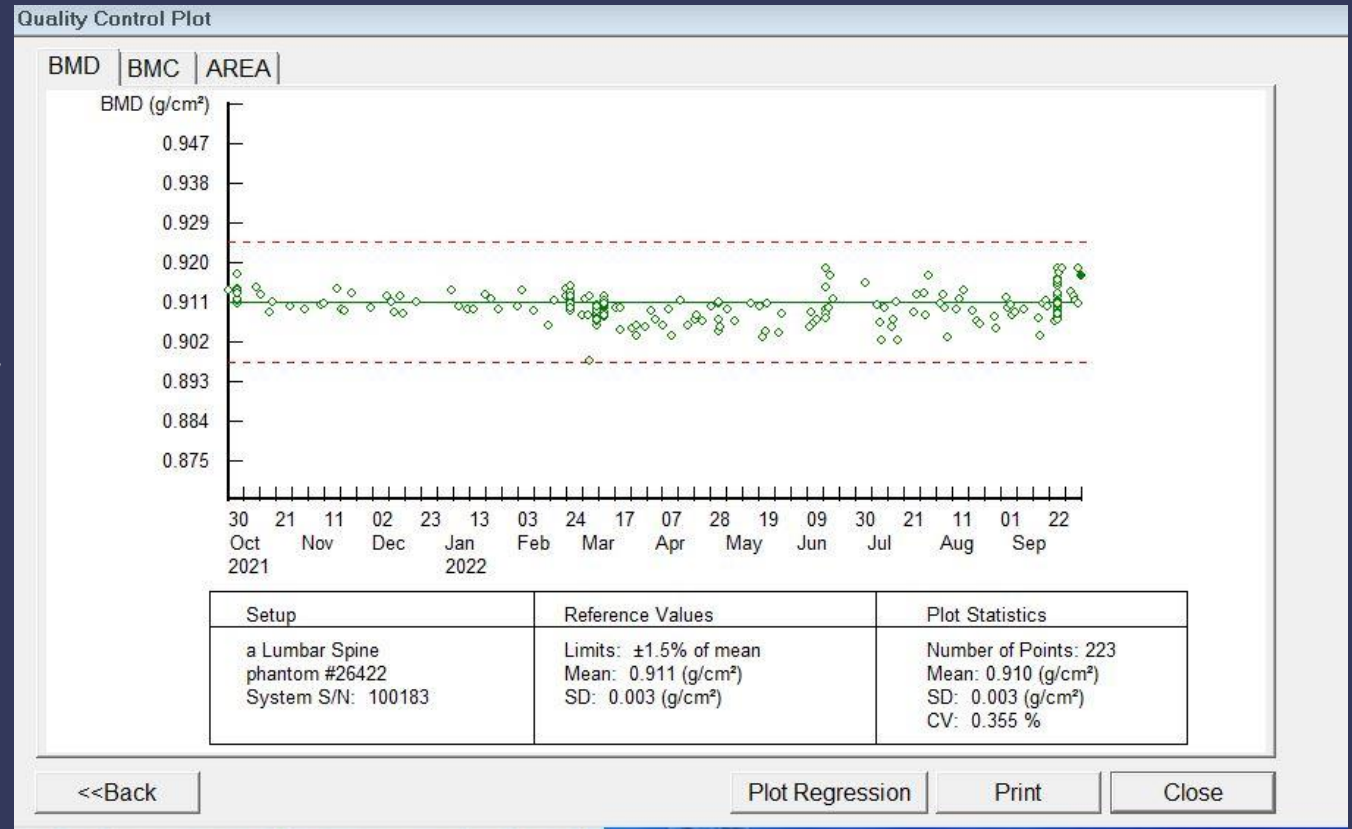 Quality Control Plot
BMD BMC AREA
BMD (g/cm²)
0.947
0.938
0.929
0.920
0.911
0.902
0.893
0.884
0.875
30 21 11 02 23 13 03 24 17 07 28 19 09 30 21 11 01 22
Oct Nov Dec Jan Feb Mar Apr May Jun Jul Aug Sep
2021 2022
Setup
a Lumbar Spine
phantom #26422
System S/N: 100183
Reference Values
Limits: ±1.5% of mean
Mean: 0.911 (g/cm²)
SD: 0.003 (g/cm²)
Plot Statistics
Number of Points: 223
Mean: 0.910 (g/cm²)
SD: 0.003 (g/cm²)
CV: 0.355 %
<<Back Plot Regression Print Close